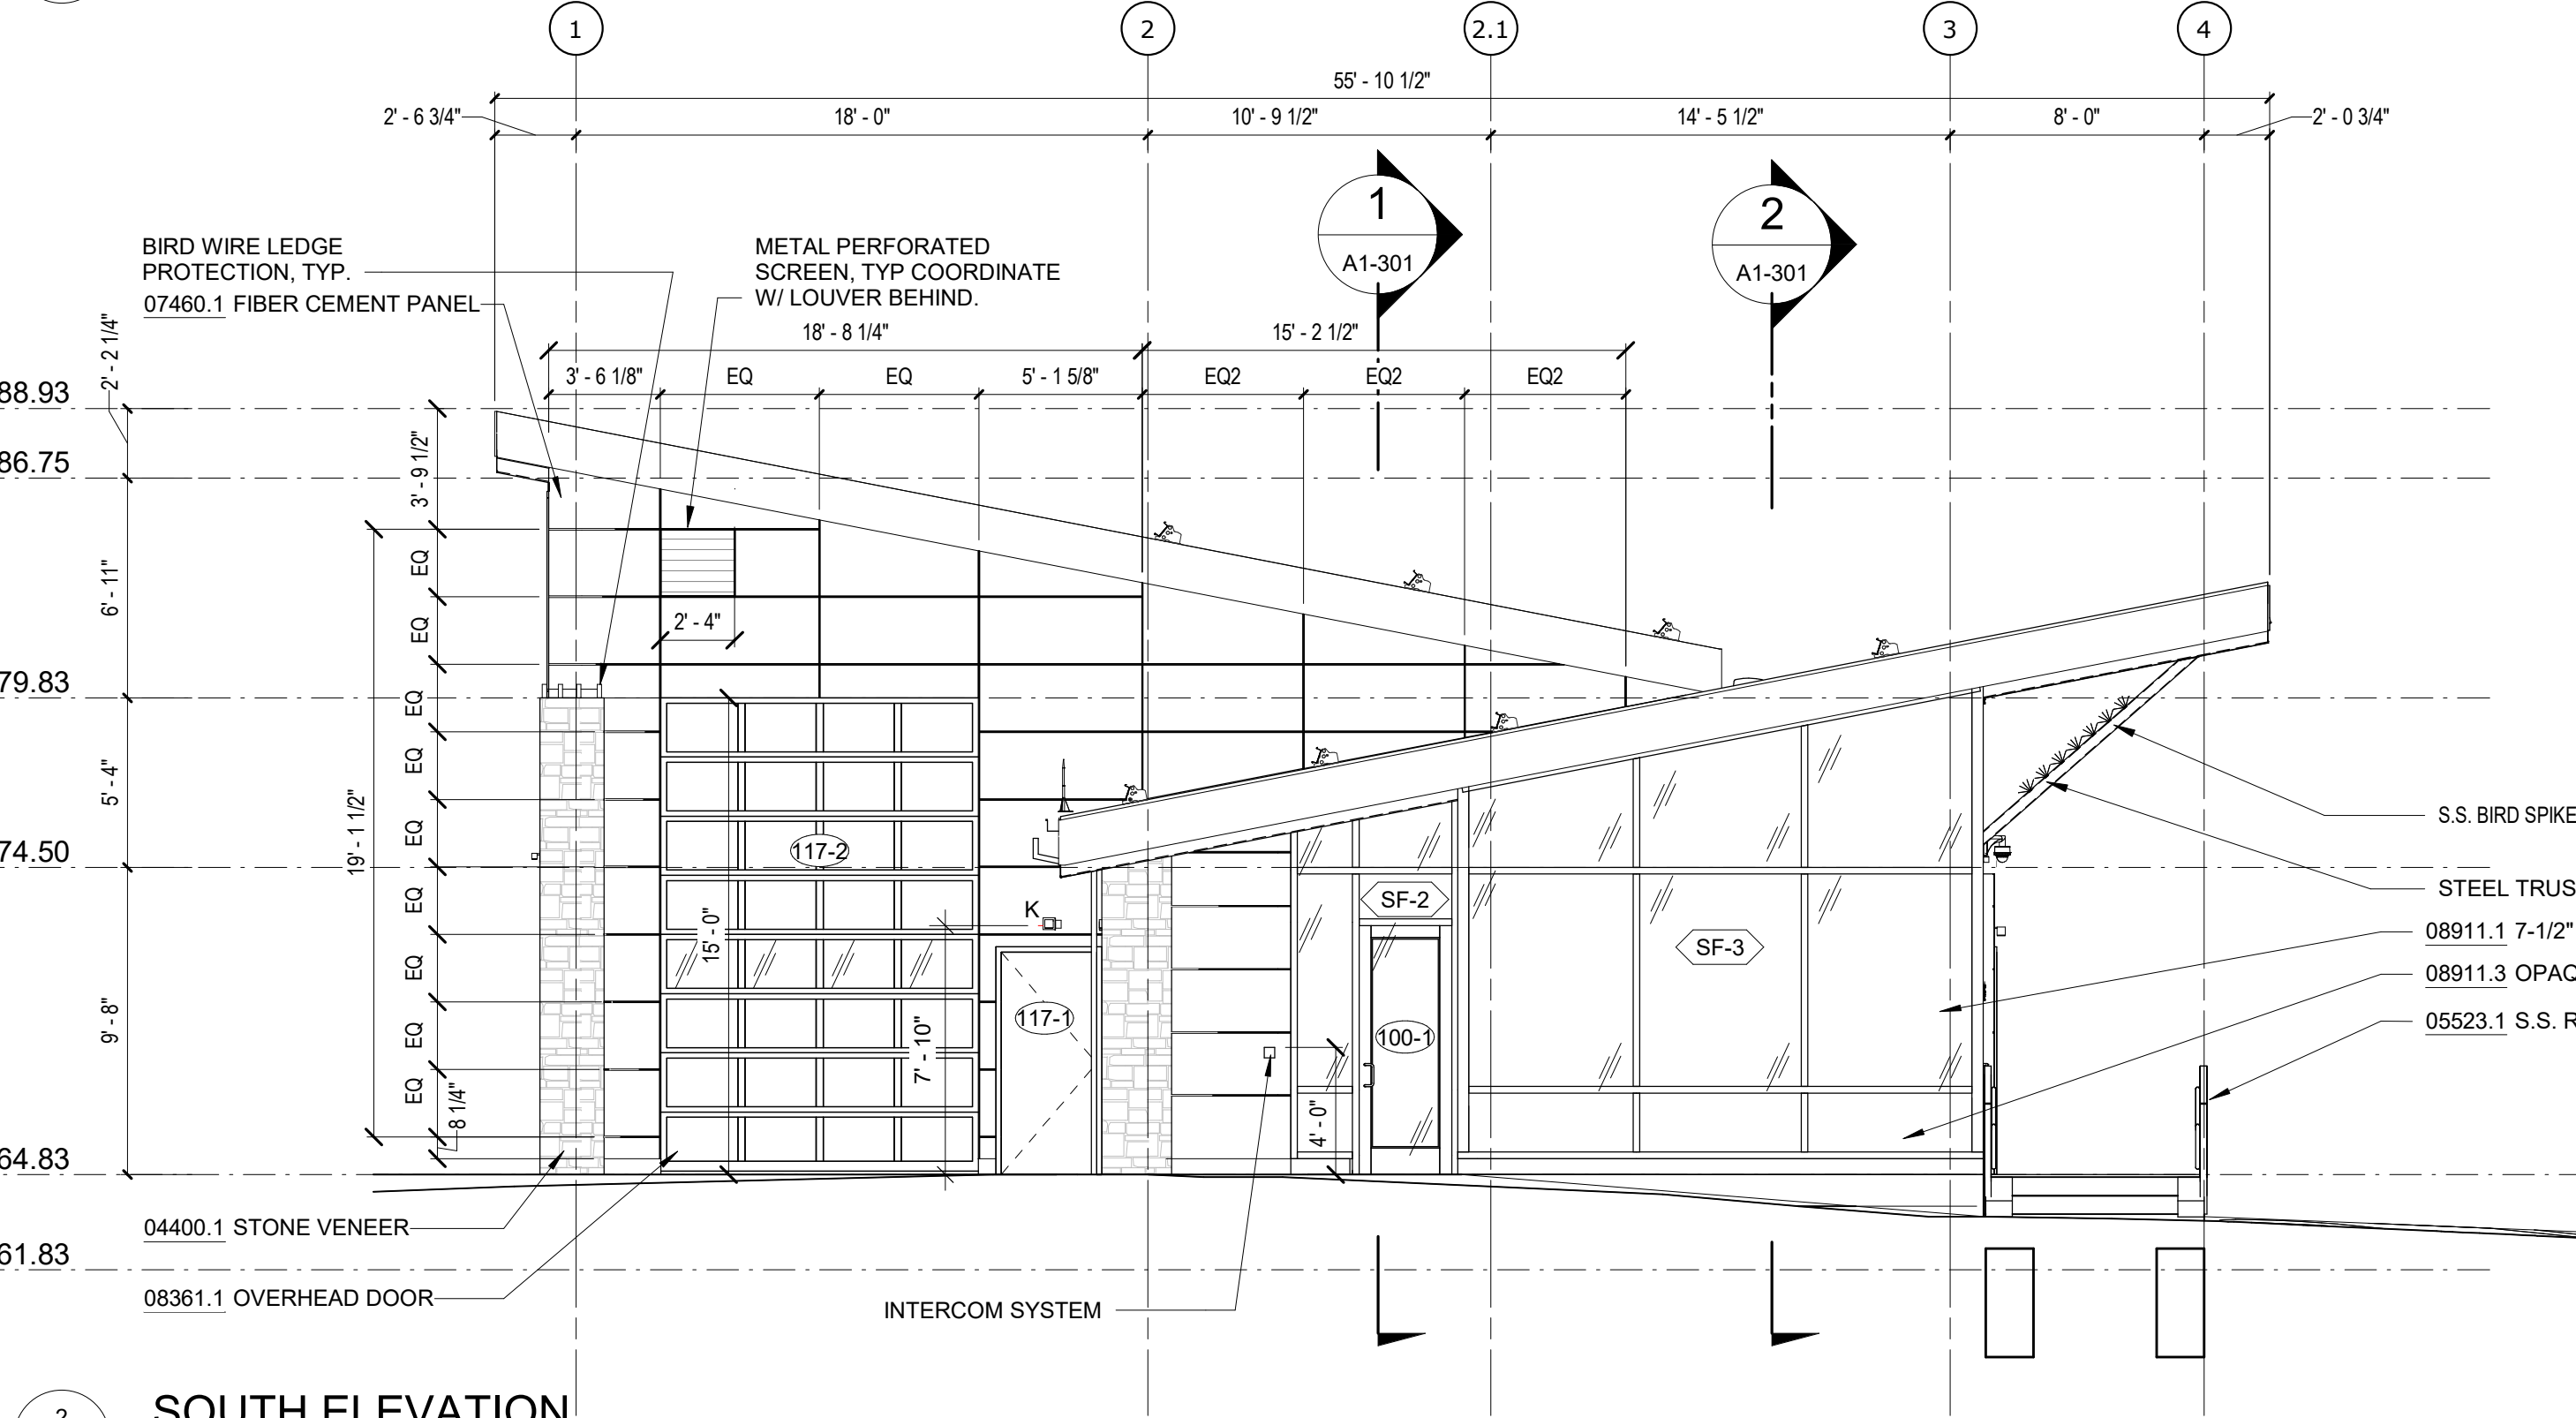 1
2
2.1
3
4
55' - 10 1/2"
2' - 6 3/4"
18' - 0"
10' - 9 1/2"
14' - 5 1/2"
8' - 0"
2' - 0 3/4"
1
A1-301
2
A1-301
BIRD WIRE LEDGE
PROTECTION, TYP.
07460.1 FIBER CEMENT PANEL
METAL PERFORATED
SCREEN, TYP COORDINATE
W/ LOUVER BEHIND.
18' - 8 1/4"
15' - 2 1/2"
3' - 6 1/8"
EQ
EQ
5' - 1 5/8"
EQ2
EQ2
EQ2
88.93
86.75
79.83
74.50
64.83
61.83
2' - 2 1/4"
6' - 11"
5' - 4"
9' - 8"
19' - 1 1/2"
3' - 9 1/2"
EQ
EQ
EQ
EQ
EQ
EQ
EQ
EQ
EQ
8 1/4"
2' - 4"
117-2
15' - 0"
K
7' - 10"
117-1
SF-2
100-1
4' - 0"
SF-3
S.S. BIRD SPIKE
STEEL TRUS
08911.1 7-1/2"
08911.3 OPAQ
05523.1 S.S. R
04400.1 STONE VENEER
08361.1 OVERHEAD DOOR
INTERCOM SYSTEM
2
SOUTH ELEVATION